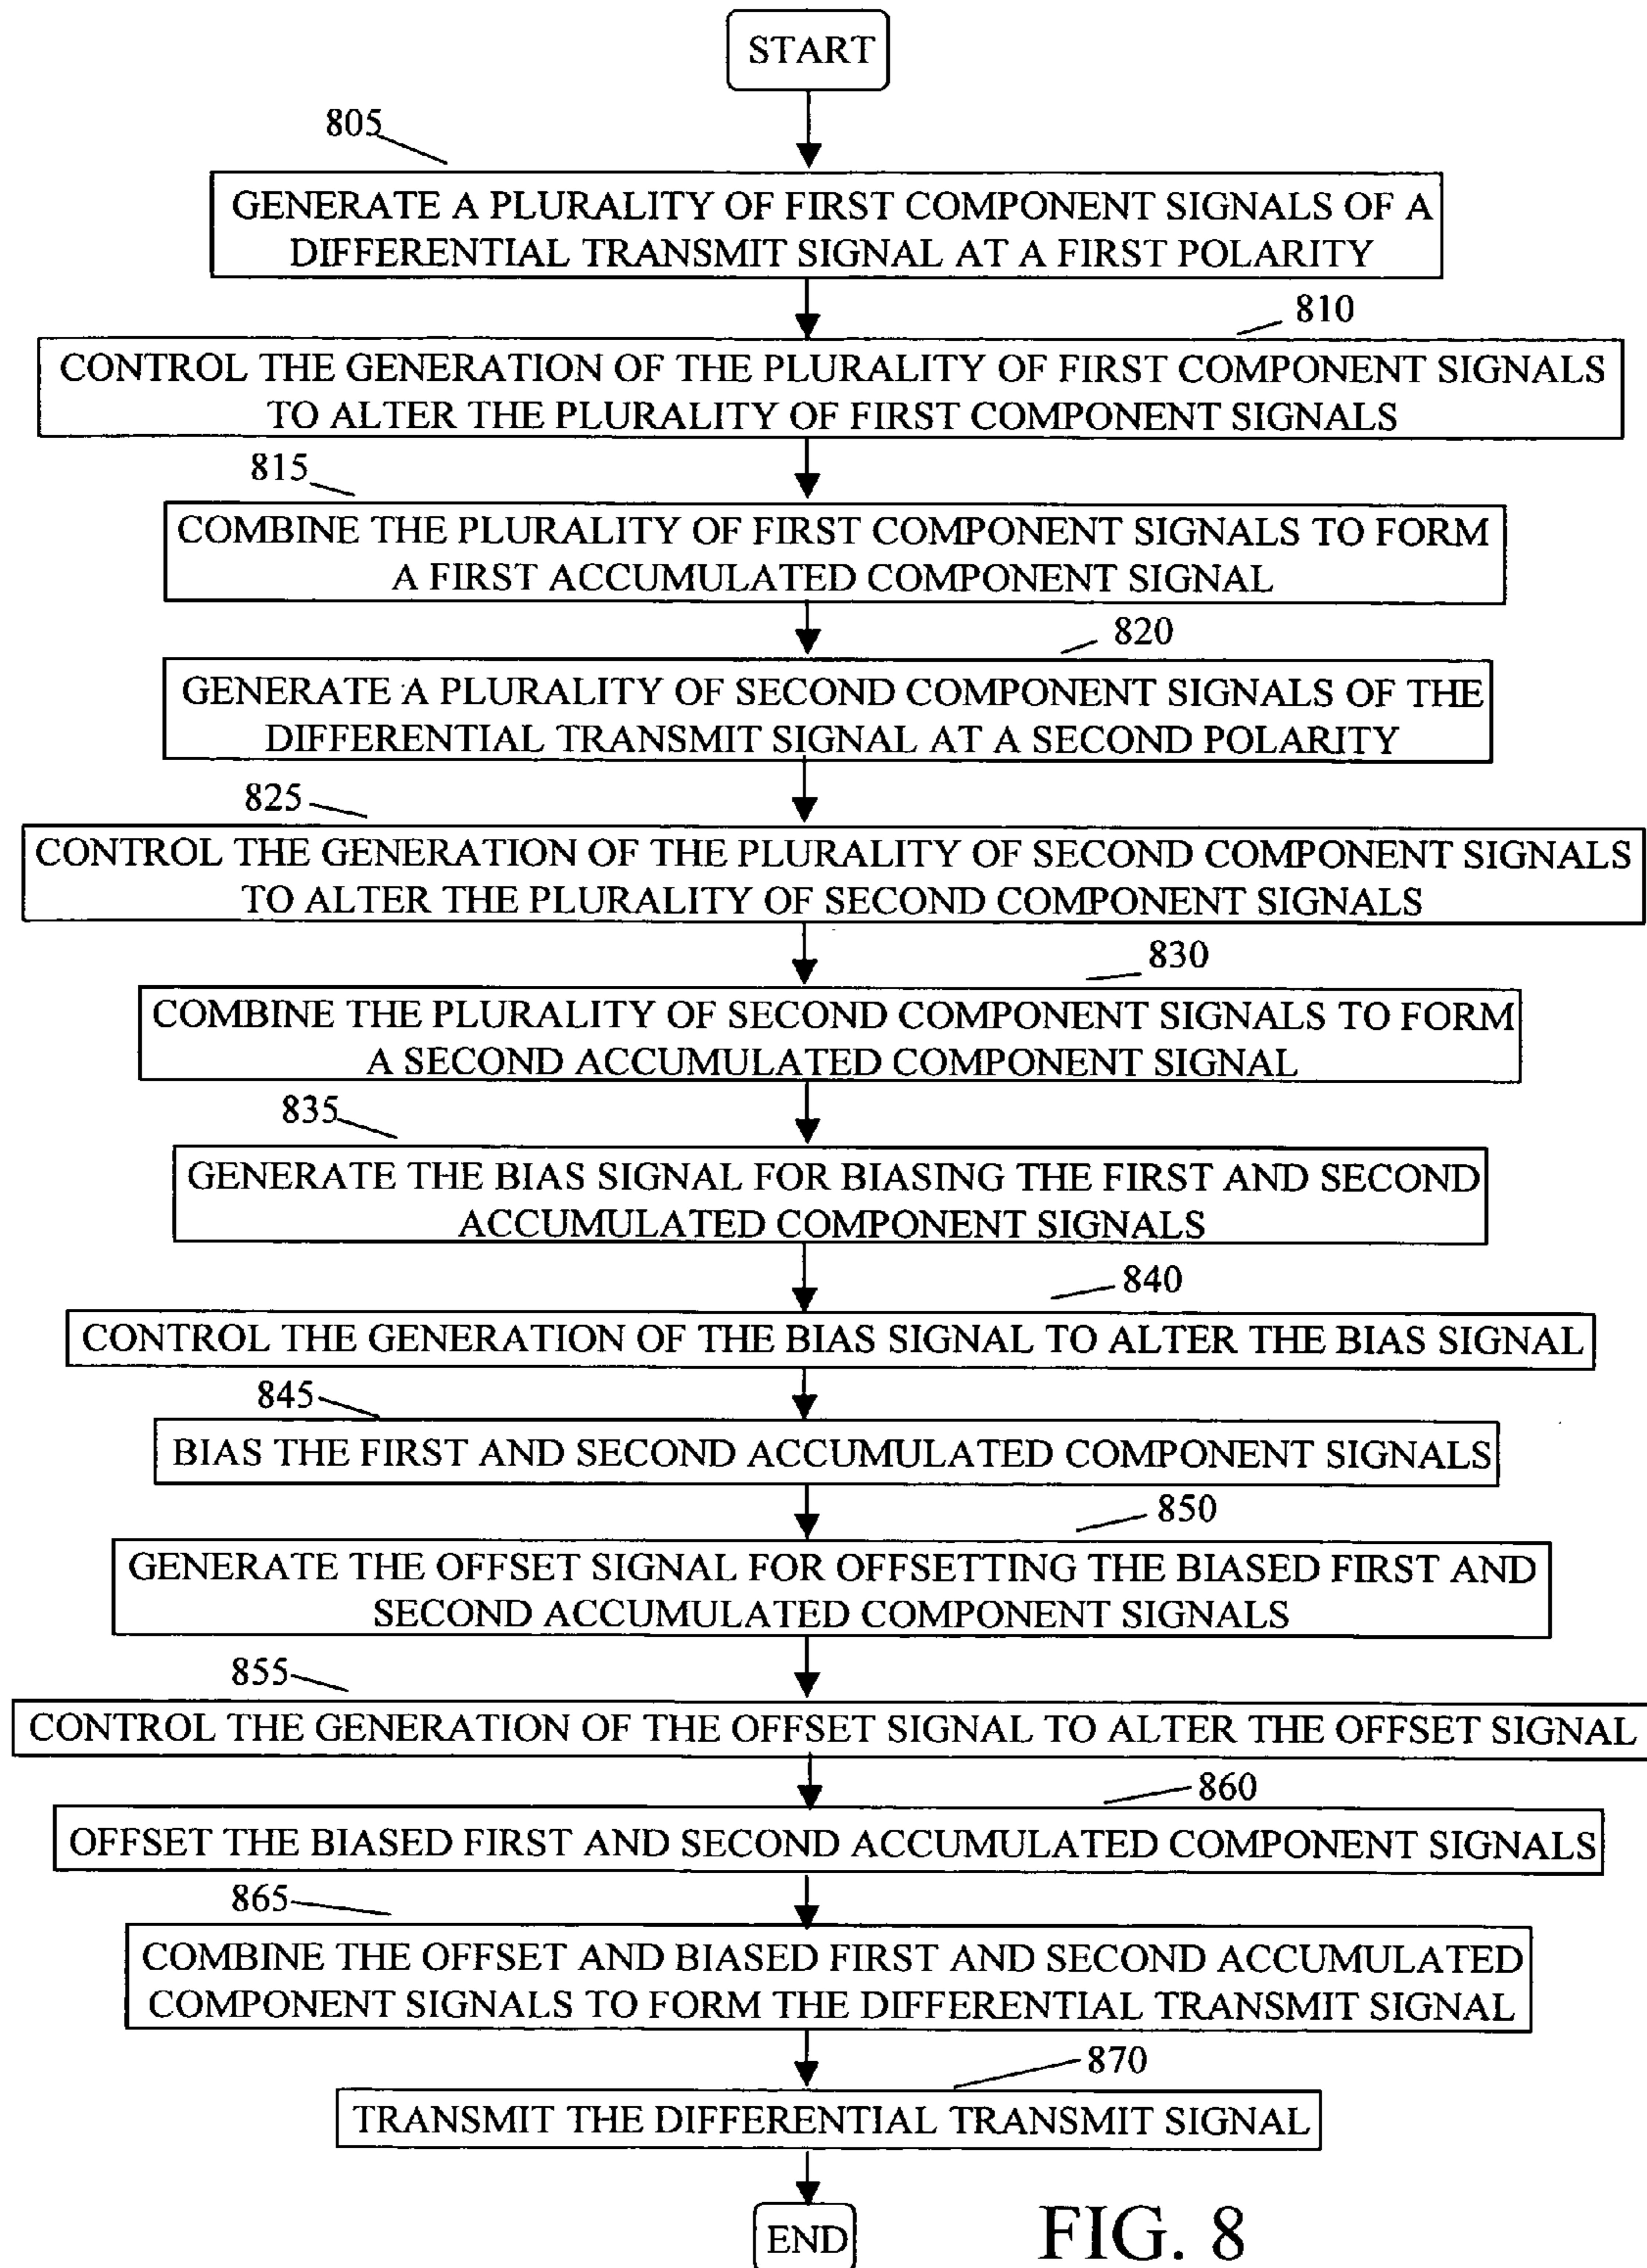 START
805
GENERATE A PLURALITY OF FIRST COMPONENT SIGNALS OF A
DIFFERENTIAL TRANSMIT SIGNAL AT A FIRST POLARITY
810
CONTROL THE GENERATION OF THE PLURALITY OF FIRST COMPONENT SIGNALS
TO ALTER THE PLURALITY OF FIRST COMPONENT SIGNALS
815
COMBINE THE PLURALITY OF FIRST COMPONENT SIGNALS TO FORM
A FIRST ACCUMULATED COMPONENT SIGNAL
820
GENERATE A PLURALITY OF SECOND COMPONENT SIGNALS OF THE
DIFFERENTIAL TRANSMIT SIGNAL AT A SECOND POLARITY
825
CONTROL THE GENERATION OF THE PLURALITY OF SECOND COMPONENT SIGNALS
TO ALTER THE PLURALITY OF SECOND COMPONENT SIGNALS
830
COMBINE THE PLURALITY OF SECOND COMPONENT SIGNALS TO FORM
A SECOND ACCUMULATED COMPONENT SIGNAL
835
GENERATE THE BIAS SIGNAL FOR BIASING THE FIRST AND SECOND
ACCUMULATED COMPONENT SIGNALS
840
CONTROL THE GENERATION OF THE BIAS SIGNAL TO ALTER THE BIAS SIGNAL
845
BIAS THE FIRST AND SECOND ACCUMULATED COMPONENT SIGNALS
850
GENERATE THE OFFSET SIGNAL FOR OFFSETTING THE BIASED FIRST AND
SECOND ACCUMULATED COMPONENT SIGNALS
855
CONTROL THE GENERATION OF THE OFFSET SIGNAL TO ALTER THE OFFSET SIGNAL
860
OFFSET THE BIASED FIRST AND SECOND ACCUMULATED COMPONENT SIGNALS
865
COMBINE THE OFFSET AND BIASED FIRST AND SECOND ACCUMULATED
COMPONENT SIGNALS TO FORM THE DIFFERENTIAL TRANSMIT SIGNAL
870
TRANSMIT THE DIFFERENTIAL TRANSMIT SIGNAL
END
FIG. 8